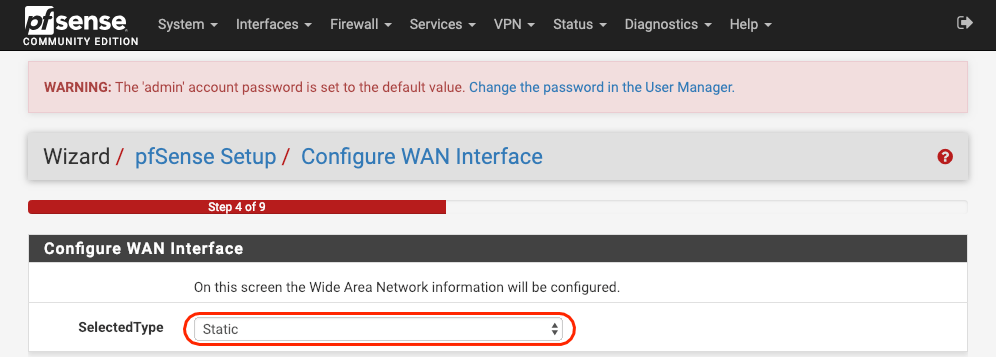 pfsense
COMMUNITY EDITION
System Interfaces Firewall Services VPN Status Diagnostics Help
WARNING: The 'admin' account password is set to the default value. Change the password in the User Manager.
Wizard / pfSense Setup / Configure WAN Interface
Step 4 of 9
Configure WAN Interface
On this screen the Wide Area Network information will be configured.
SelectedType Static